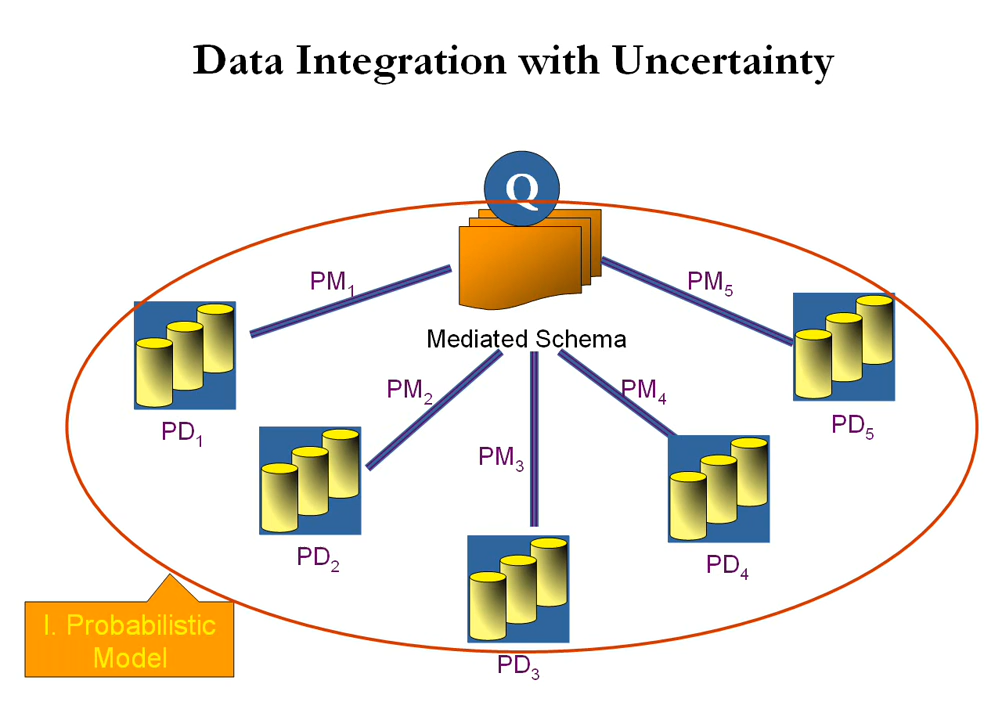 Data Integration with Uncertainty
Q
PM₁
PM₅
Mediated Schema
PM₂
PM₄
PD₁
PD₅
PM₃
PD₂
PD₄
I. Probabilistic
Model
PD₃